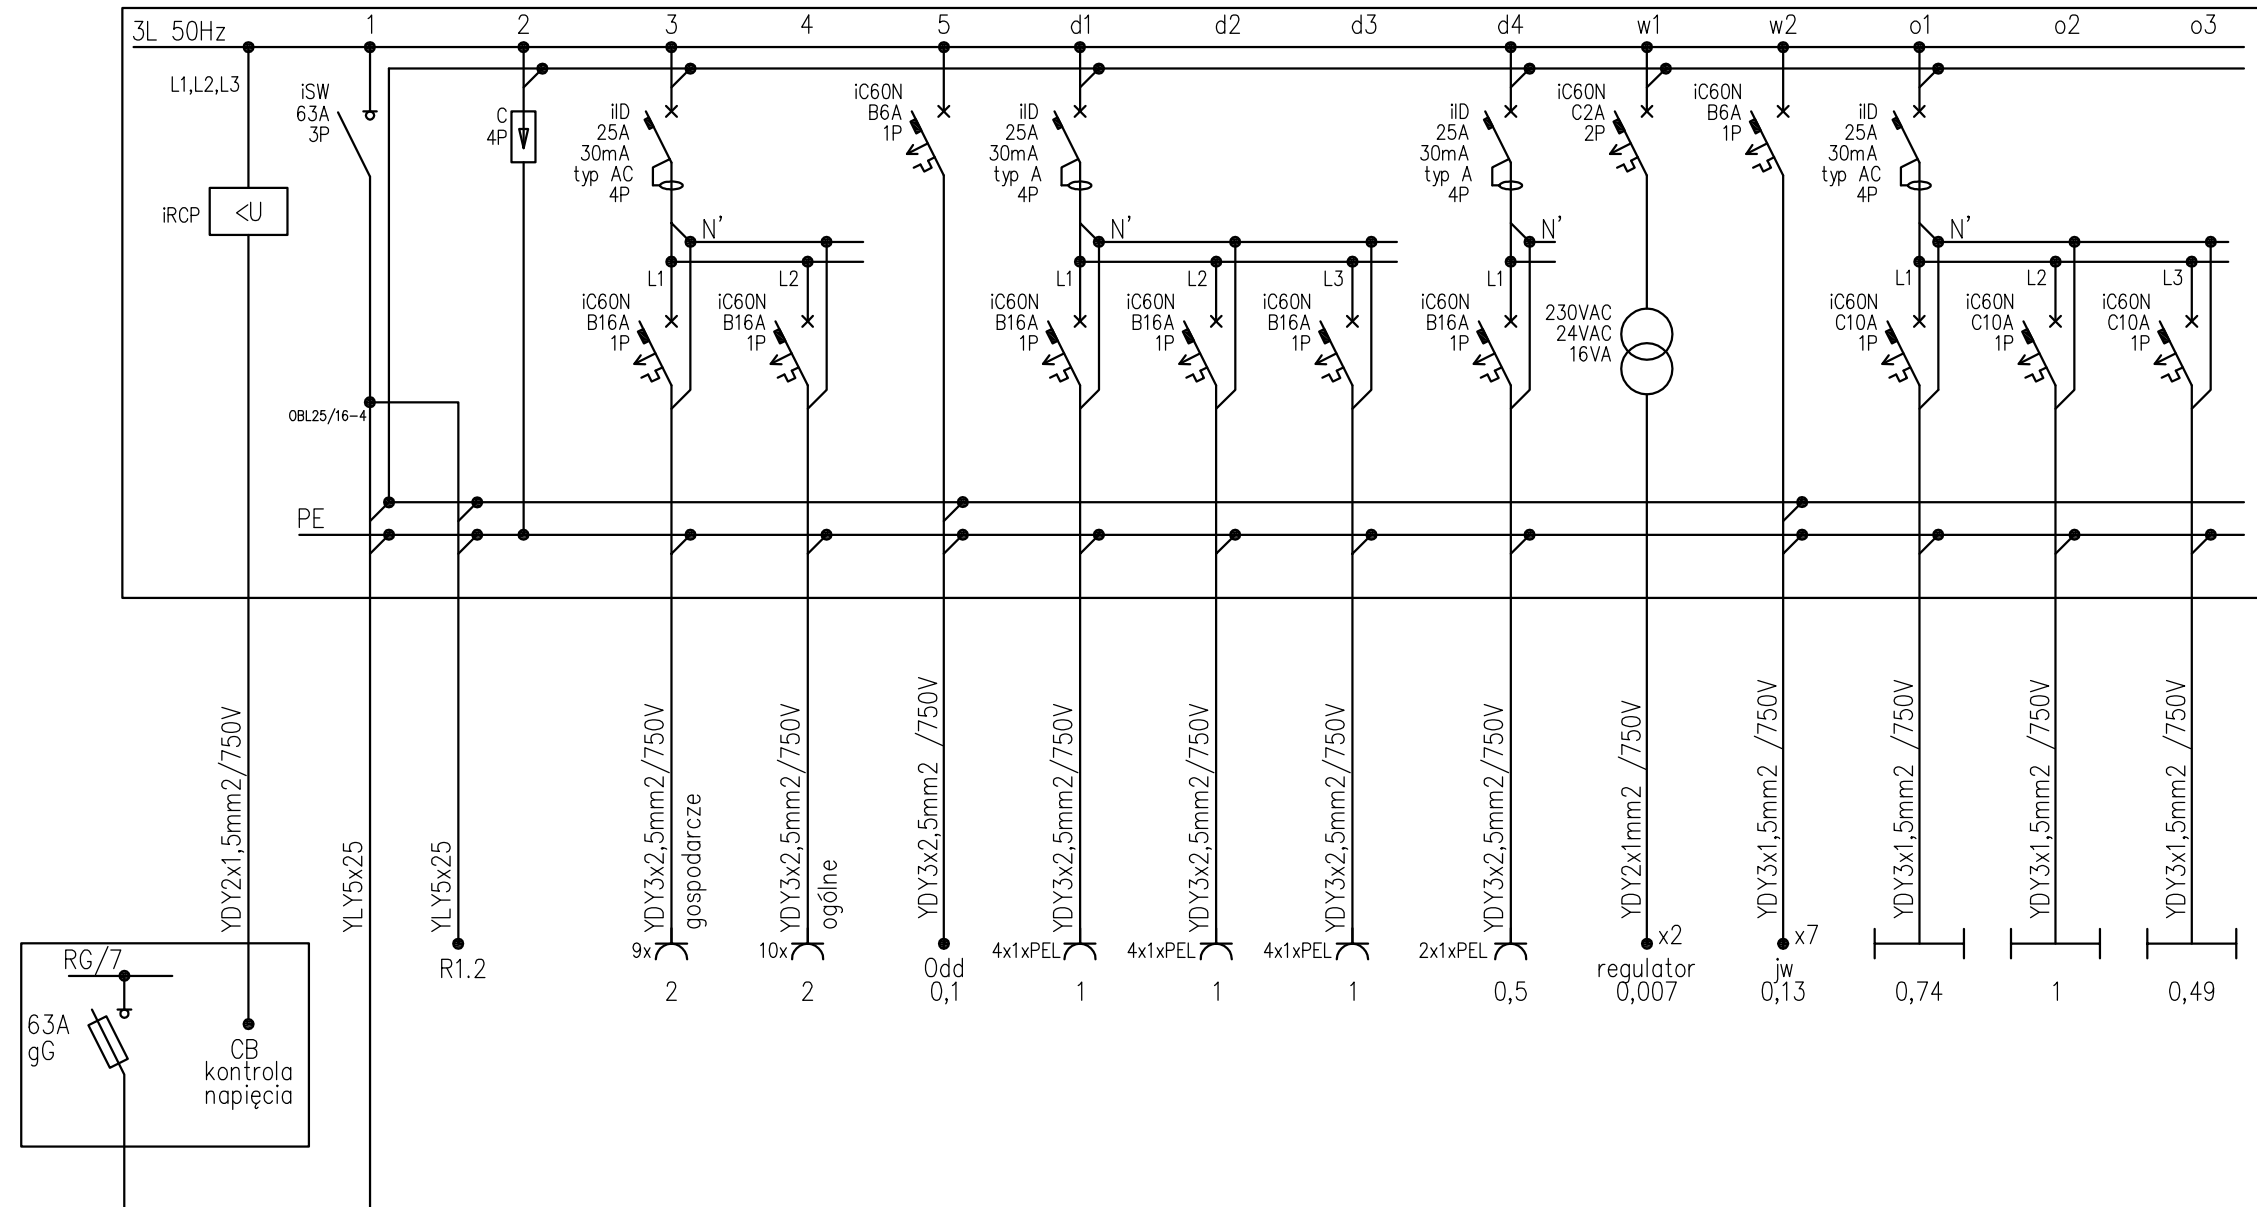 1 2 3 4 5 d1 d2 d3 d4 w1 w2 o1 o2 o3
3L 50Hz
L1,L2,L3
iRCP
<U
iSW
63A
3P
OBL25/16-4
C
4P
iID
25A
30mA
typ AC
4P
N'
L1
iC60N
B16A
1P
L2
iC60N
B16A
1P
iC60N
B6A
1P
iID
25A
30mA
typ A
4P
N'
L1
iC60N
B16A
1P
L2
iC60N
B16A
1P
L3
iC60N
B16A
1P
iID
25A
30mA
typ A
4P
N'
L1
iC60N
B16A
1P
iC60N
C2A
2P
230VAC
24VAC
16VA
iC60N
B6A
1P
iID
25A
30mA
typ AC
4P
N'
L1
iC60N
C10A
1P
L2
iC60N
C10A
1P
L3
iC60N
C10A
1P
PE
YDY2x1,5mm2/750V
YLY5x25
YLY5x25
YDY3x2,5mm2/750V
gospodarcze
YDY3x2,5mm2/750V
ogólne
YDY3x2,5mm2 /750V
YDY3x2,5mm2/750V
YDY3x2,5mm2/750V
YDY3x2,5mm2/750V
YDY3x2,5mm2/750V
YDY2x1mm2 /750V
YDY3x1,5mm2 /750V
YDY3x1,5mm2 /750V
YDY3x1,5mm2 /750V
YDY3x1,5mm2 /750V
RG/7
63A
gG
CB
kontrola
napięcia
R1.2
9x
2
10x
2
Odd
0,1
4x1xPEL
1
4x1xPEL
1
4x1xPEL
1
2x1xPEL
0,5
x2
regulator
0,007
x7
jw
0,13
0,74
1
0,49